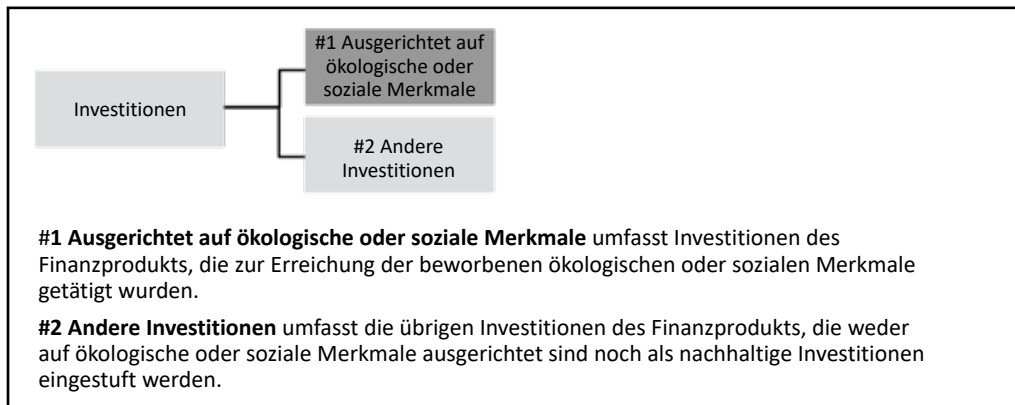 #1 Ausgerichtet auf
ökologische oder
soziale Merkmale
Investitionen
#2 Andere
Investitionen
#1 Ausgerichtet auf ökologische oder soziale Merkmale umfasst Investitionen des
Finanzprodukts, die zur Erreichung der beworbenen ökologischen oder sozialen Merkmale
getätigt wurden.
#2 Andere Investitionen umfasst die übrigen Investitionen des Finanzprodukts, die weder
auf ökologische oder soziale Merkmale ausgerichtet sind noch als nachhaltige Investitionen
eingestuft werden.